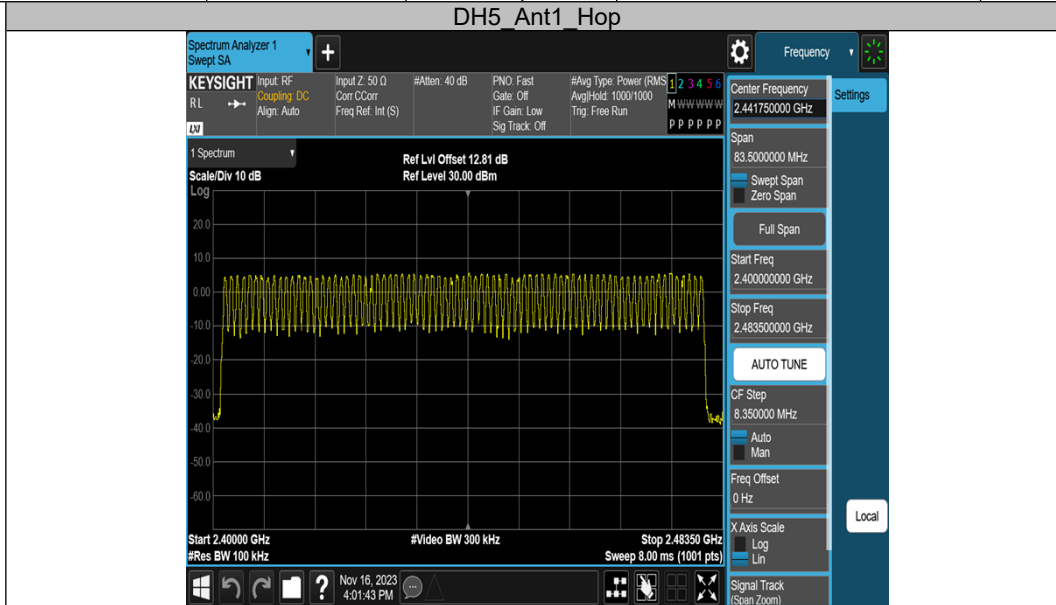 DH5_Ant1_Hop
Spectrum Analyzer 1
Swept SA
+
Frequency
KEYSIGHT
RL
LXI
Input: RF
Coupling: DC
Align: Auto
Input Z: 50 Ω
Corr CCorr
Freq Ref: Int (S)
#Atten: 40 dB
PNO: Fast
Gate: Off
IF Gain: Low
Sig Track: Off
#Avg Type: Power (RMS
Avg|Hold: 1000/1000
Trig: Free Run
1 2 3 4 5 6
M W W W W W
P P P P P P
1 Spectrum
Scale/Div 10 dB
Ref Lvl Offset 12.81 dB
Ref Level 30.00 dBm
Log
20.0
10.0
0.00
-10.0
-20.0
-30.0
-40.0
-50.0
-60.0
Start 2.40000 GHz
#Res BW 100 kHz
#Video BW 300 kHz
Stop 2.48350 GHz
Sweep 8.00 ms (1001 pts)
Center Frequency
2.441750000 GHz
Settings
Span
83.5000000 MHz
Swept Span
Zero Span
Full Span
Start Freq
2.400000000 GHz
Stop Freq
2.483500000 GHz
AUTO TUNE
CF Step
8.350000 MHz
Auto
Man
Freq Offset
0 Hz
Local
X Axis Scale
Log
Lin
Signal Track
(Span Zoom)
?
Nov 16, 2023
4:01:43 PM